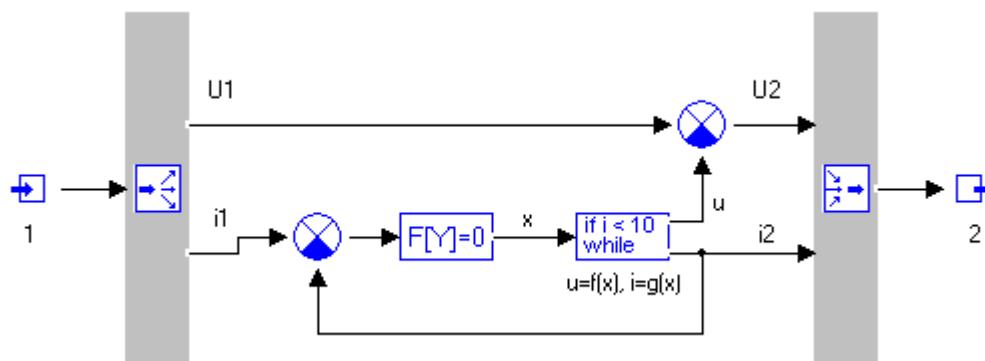 U1
U2
1
i1
F[Y]=0
x
if i < 10
while
u
i2
2
u=f(x), i=g(x)